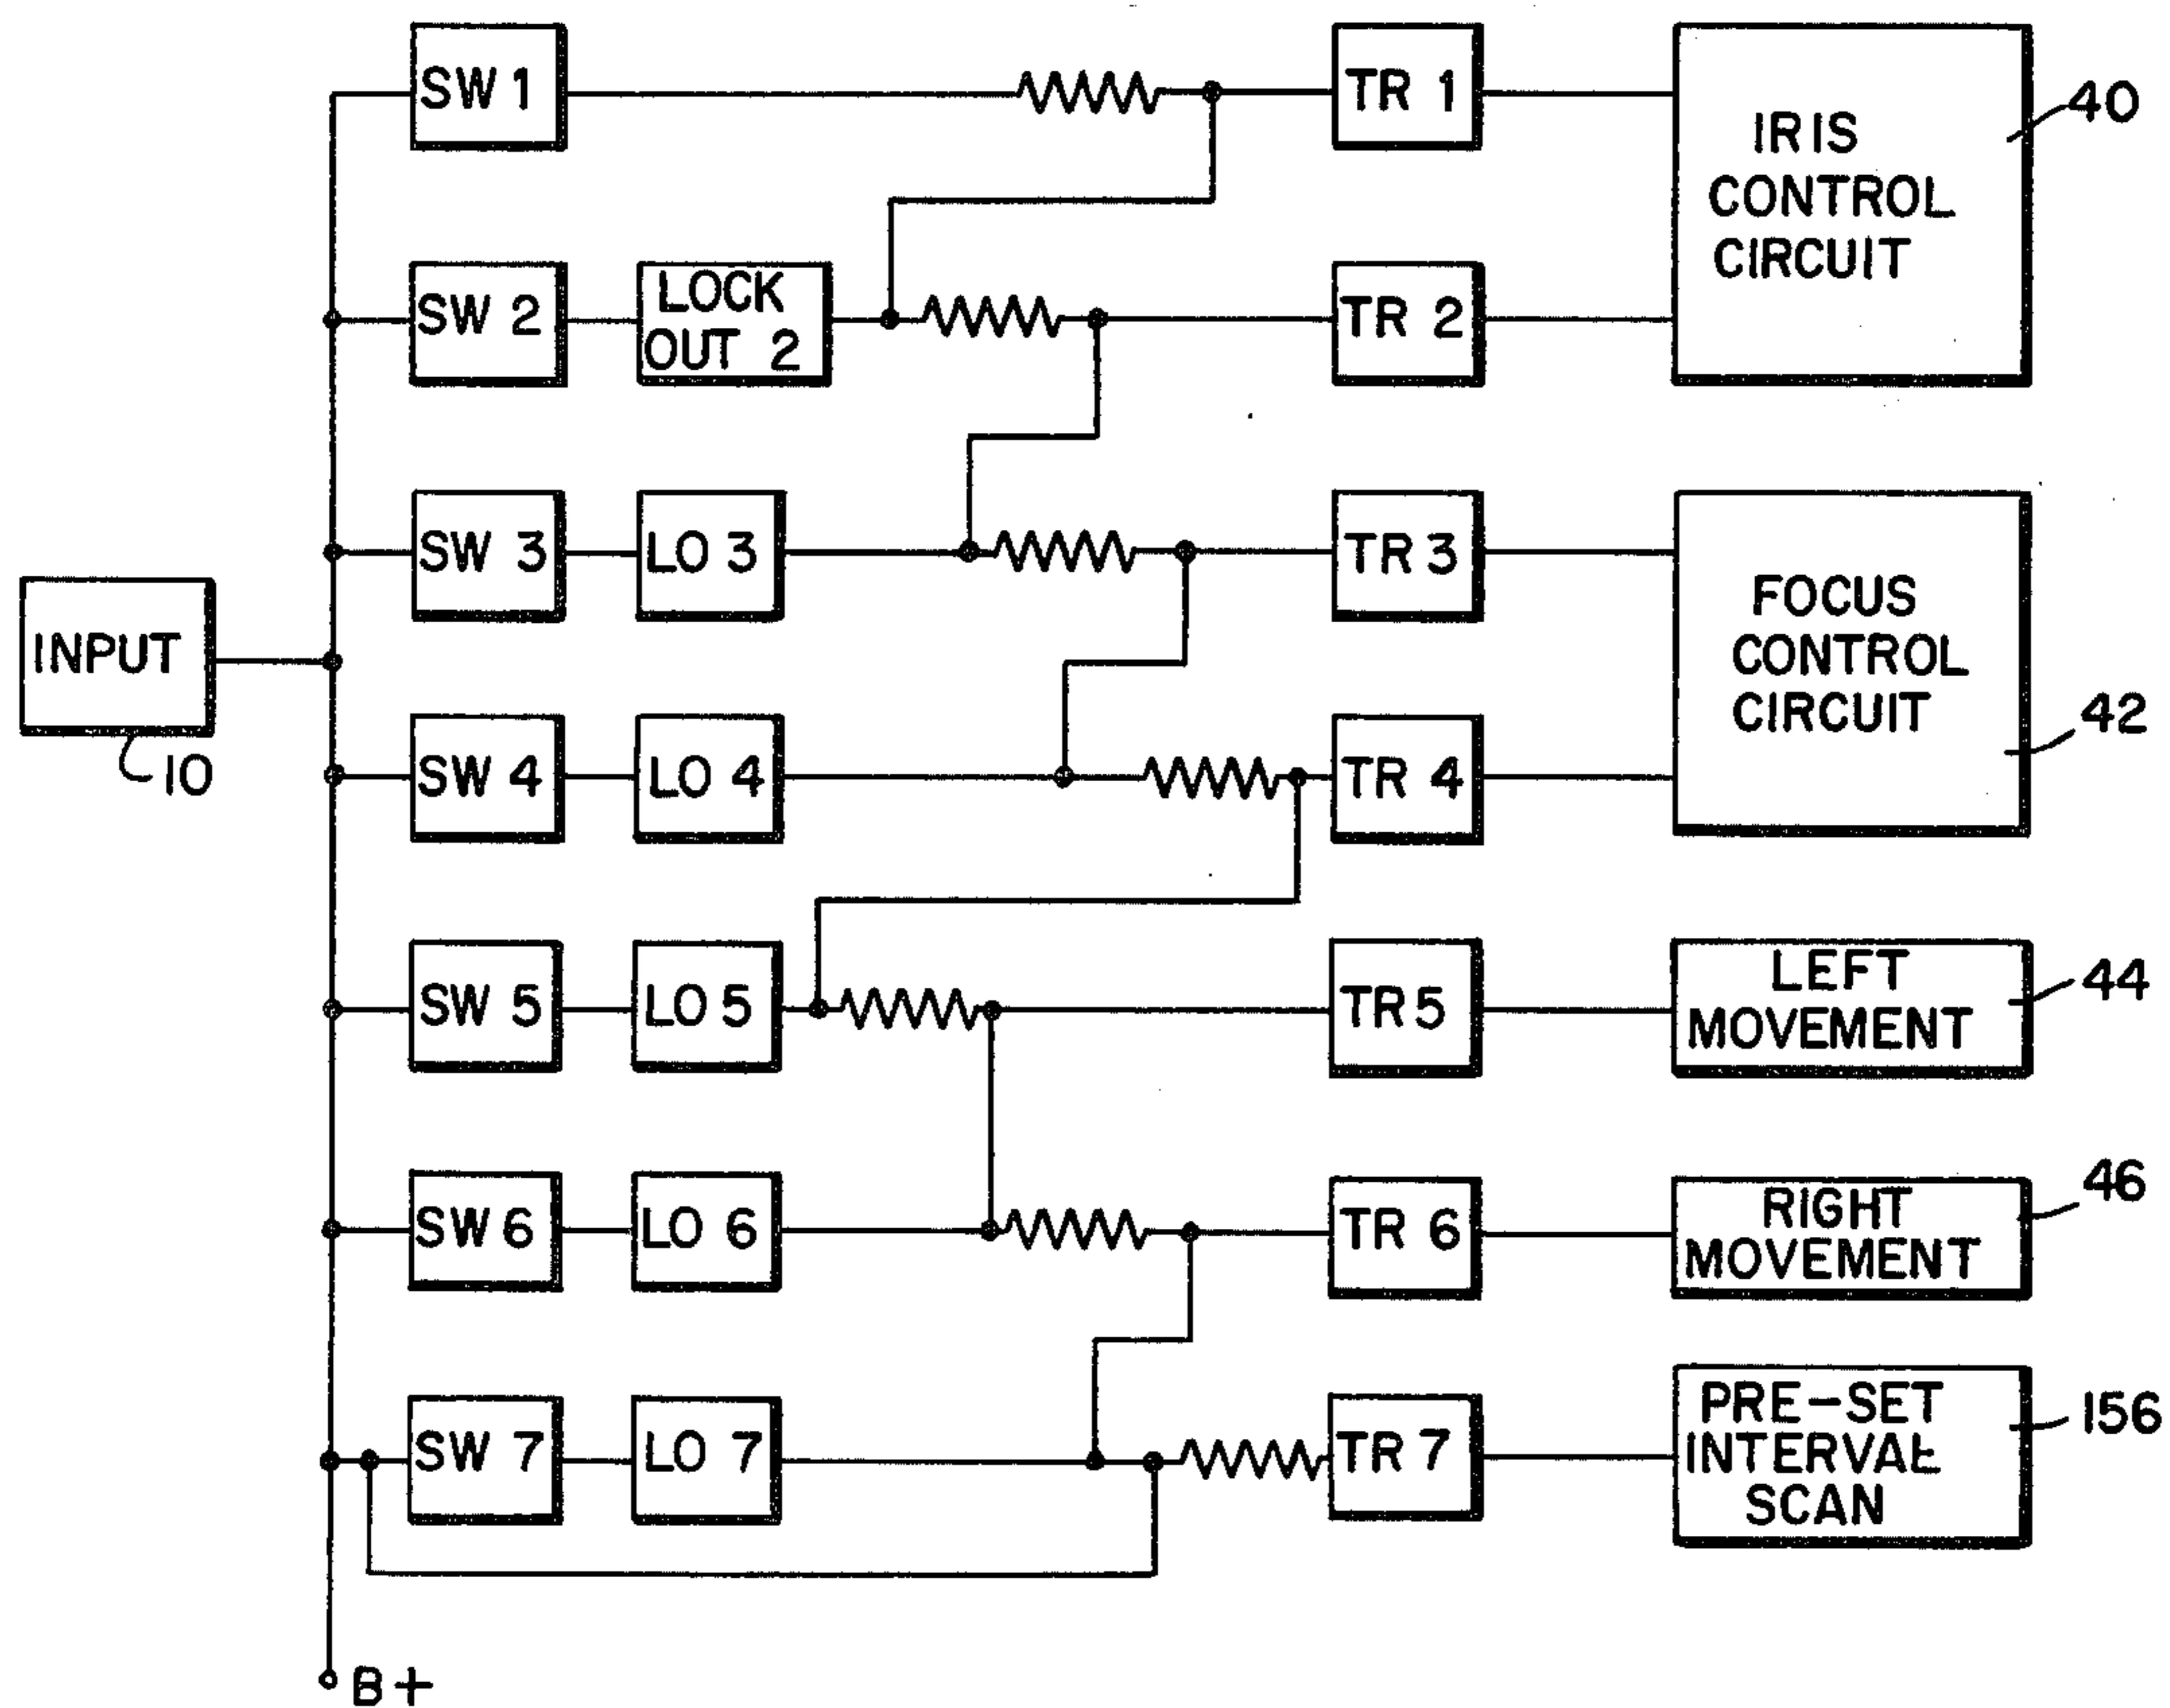 SW 1
TR 1
IRIS
CONTROL
CIRCUIT
40
SW 2
LOCK
OUT 2
TR 2
SW 3
LO 3
TR 3
FOCUS
CONTROL
CIRCUIT
42
INPUT
10
SW 4
LO 4
TR 4
SW 5
LO 5
TR 5
LEFT
MOVEMENT
44
SW 6
LO 6
TR 6
RIGHT
MOVEMENT
46
SW 7
LO 7
TR 7
PRE-SET
INTERVAL
SCAN
156
B+